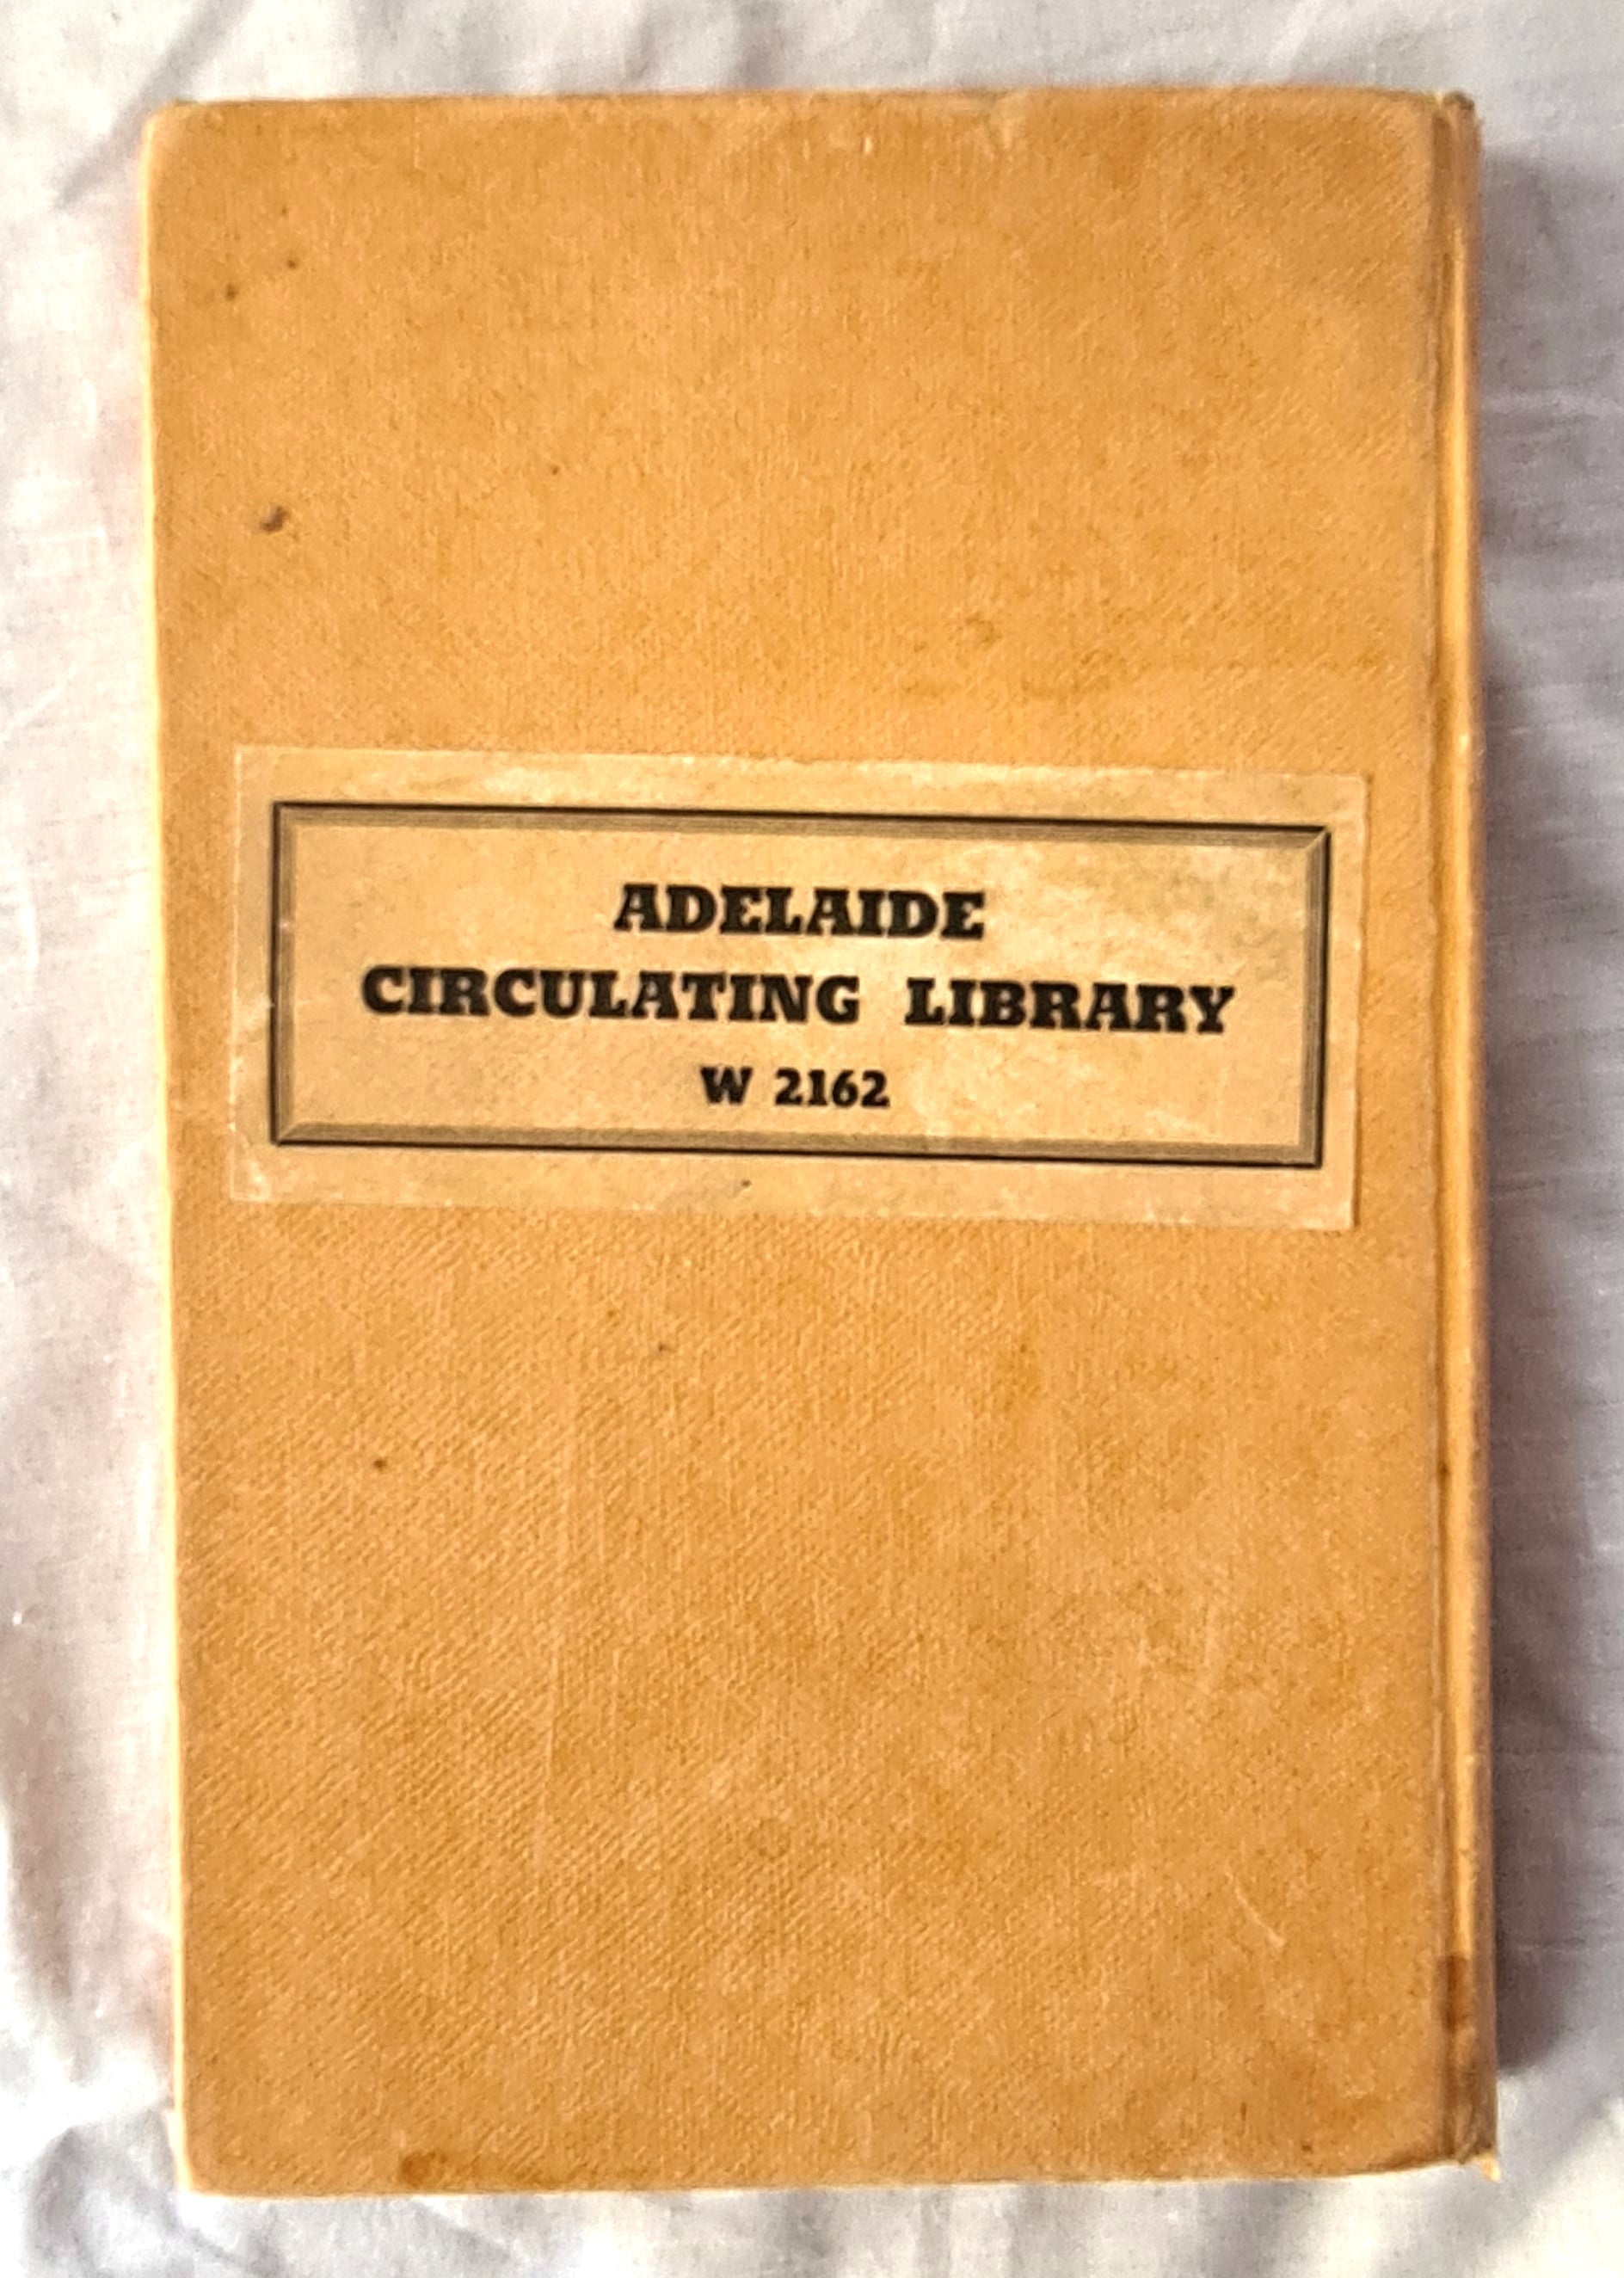 ADELAIDE
CIRCULATING LIBRARY
W 2162